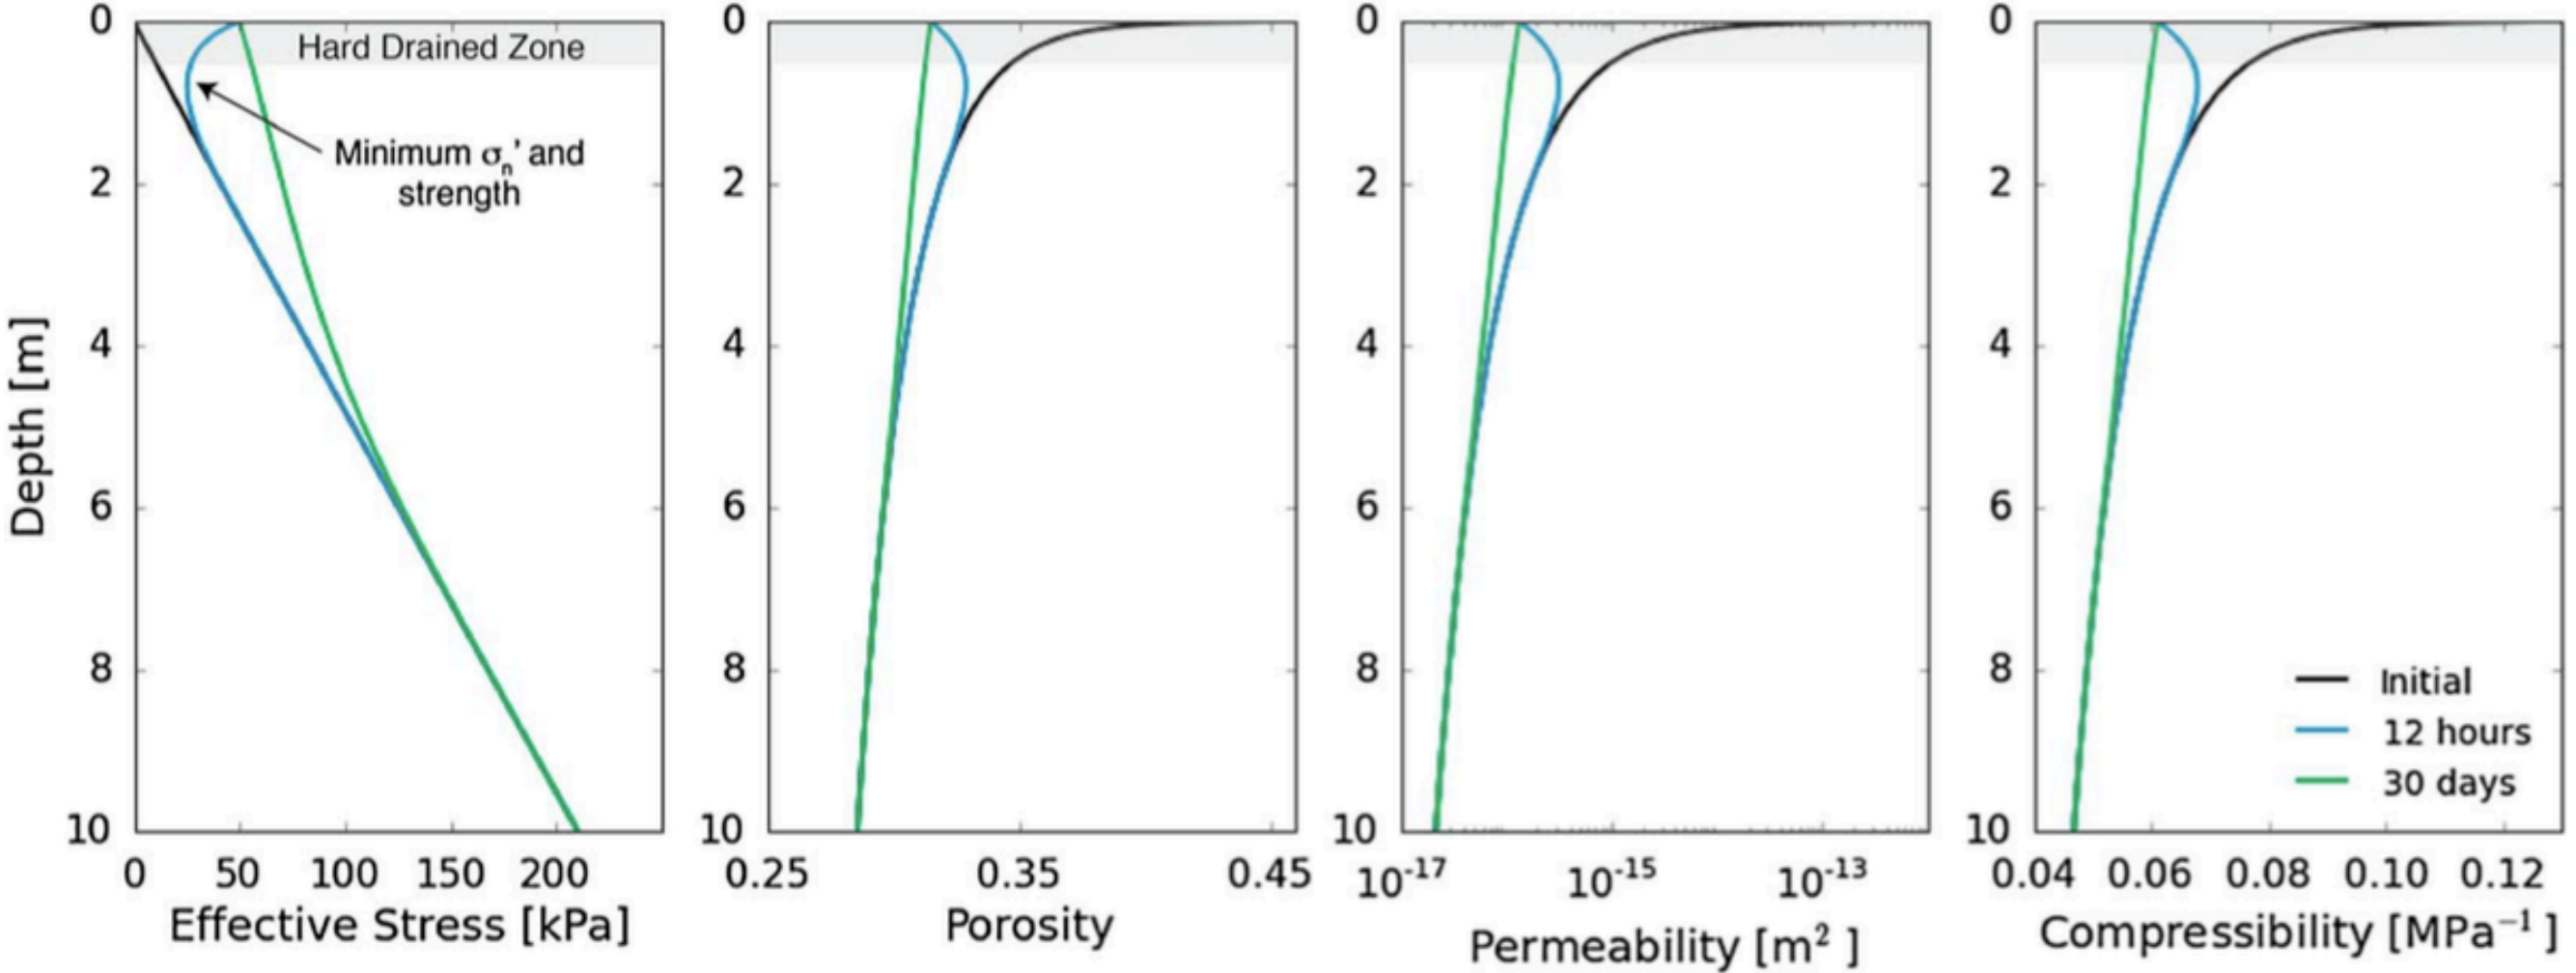 0
2
4
6
8
10
Depth [m]
Hard Drained Zone
Minimum σn' and
strength
0 50 100 150 200
Effective Stress [kPa]
0
2
4
6
8
10
0.25 0.35 0.45
Porosity
0
2
4
6
8
10
10^-17 10^-15 10^-13
Permeability [m² ]
0
2
4
6
8
10
Initial
12 hours
30 days
0.04 0.06 0.08 0.10 0.12
Compressibility [MPa⁻¹ ]